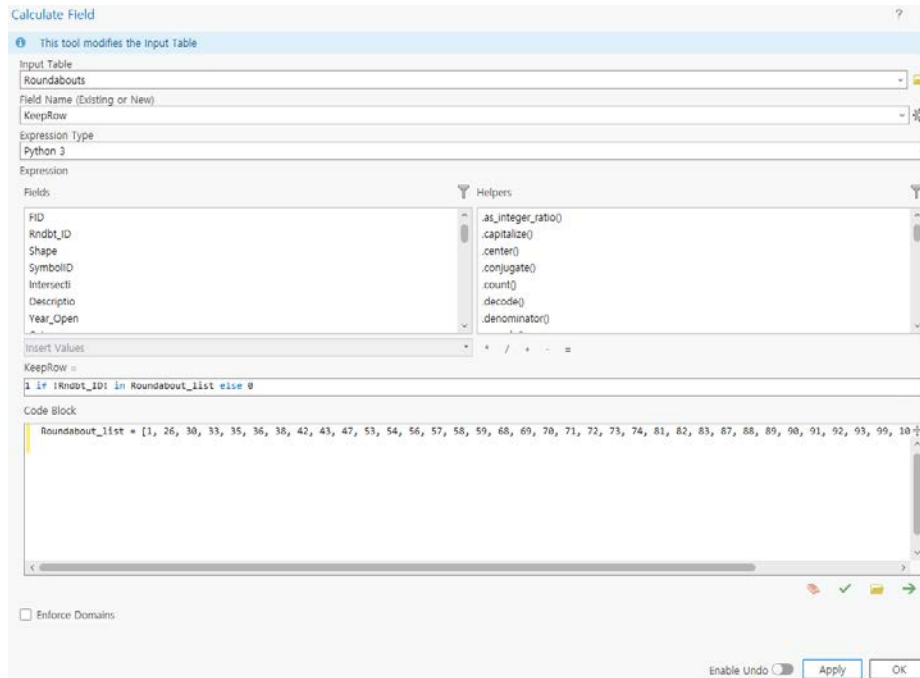 Calculate Field ?
This tool modifies the Input Table
Input Table
Roundabouts
Field Name (Existing or New)
KeepRow
Expression Type
Python 3
Expression
Fields
Helpers
FID
Rndbt_ID
Shape
SymbolID
Intersecti
Descriptio
Year_Open
.as_integer_ratio()
.capitalize()
.center()
.conjugate()
.count()
.decode()
.denominator()
Insert Values
* / + - =
KeepRow =
1 if !Rndbt_ID! in Roundabout_list else 0
Code Block
Roundabout_list = [1, 26, 30, 33, 35, 36, 38, 42, 43, 47, 53, 54, 56, 57, 58, 59, 68, 69, 70, 71, 72, 73, 74, 81, 82, 83, 87, 88, 89, 90, 91, 92, 93, 99, 10
Enforce Domains
Enable Undo
Apply
OK